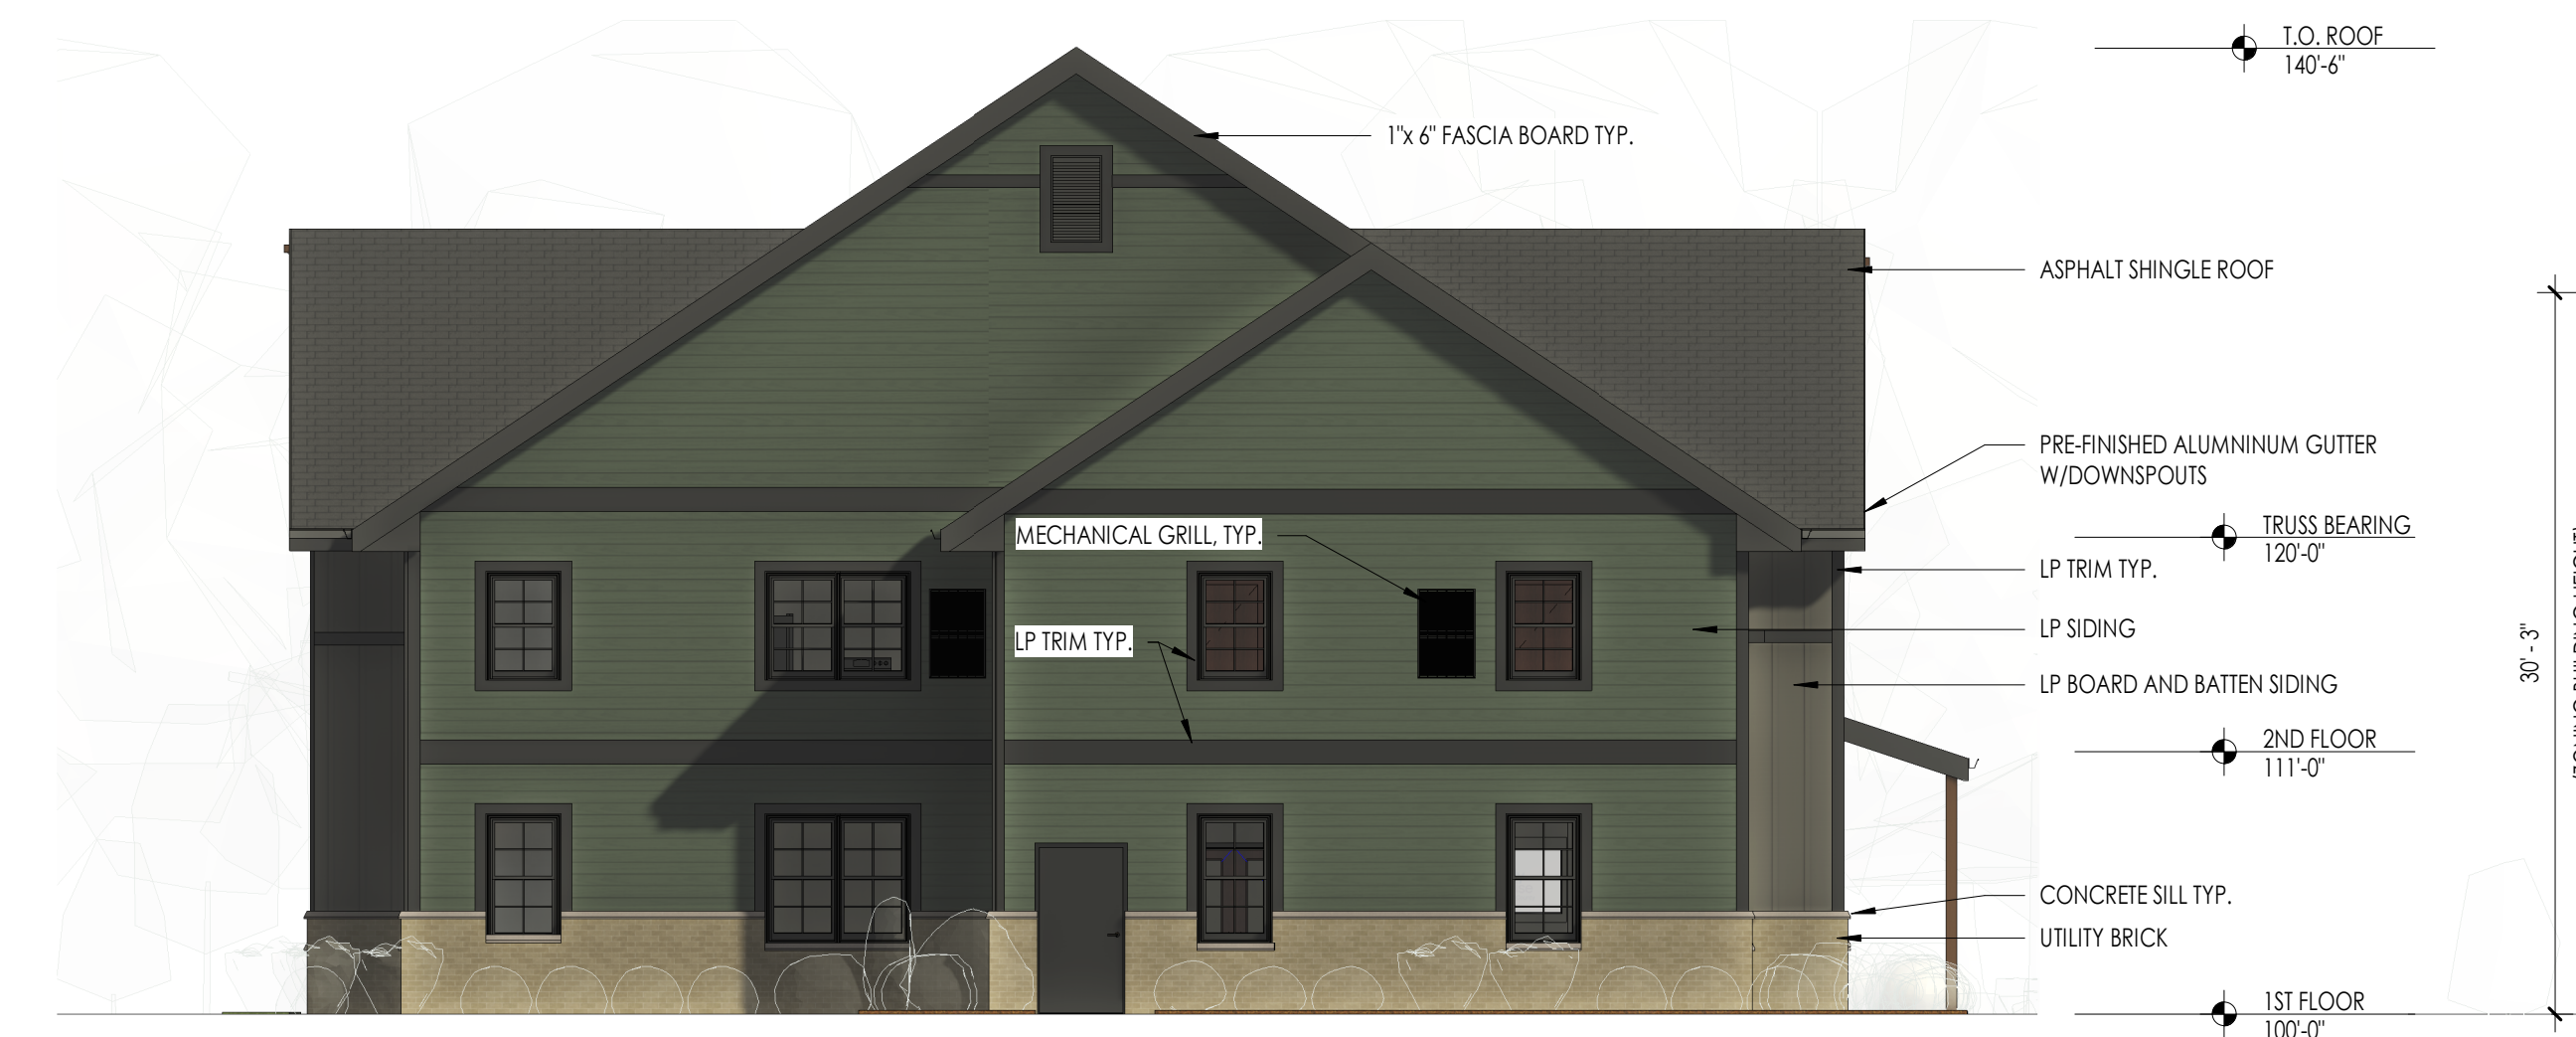 T.O. ROOF
140'-6"
1"x 6" FASCIA BOARD TYP.
ASPHALT SHINGLE ROOF
PRE-FINISHED ALUMNINUM GUTTER
W/DOWNSPOUTS
MECHANICAL GRILL, TYP.
TRUSS BEARING
120'-0"
LP TRIM TYP.
LP SIDING
LP TRIM TYP.
30' - 3"
LP BOARD AND BATTEN SIDING
2ND FLOOR
111'-0"
CONCRETE SILL TYP.
UTILITY BRICK
1ST FLOOR
100'-0"